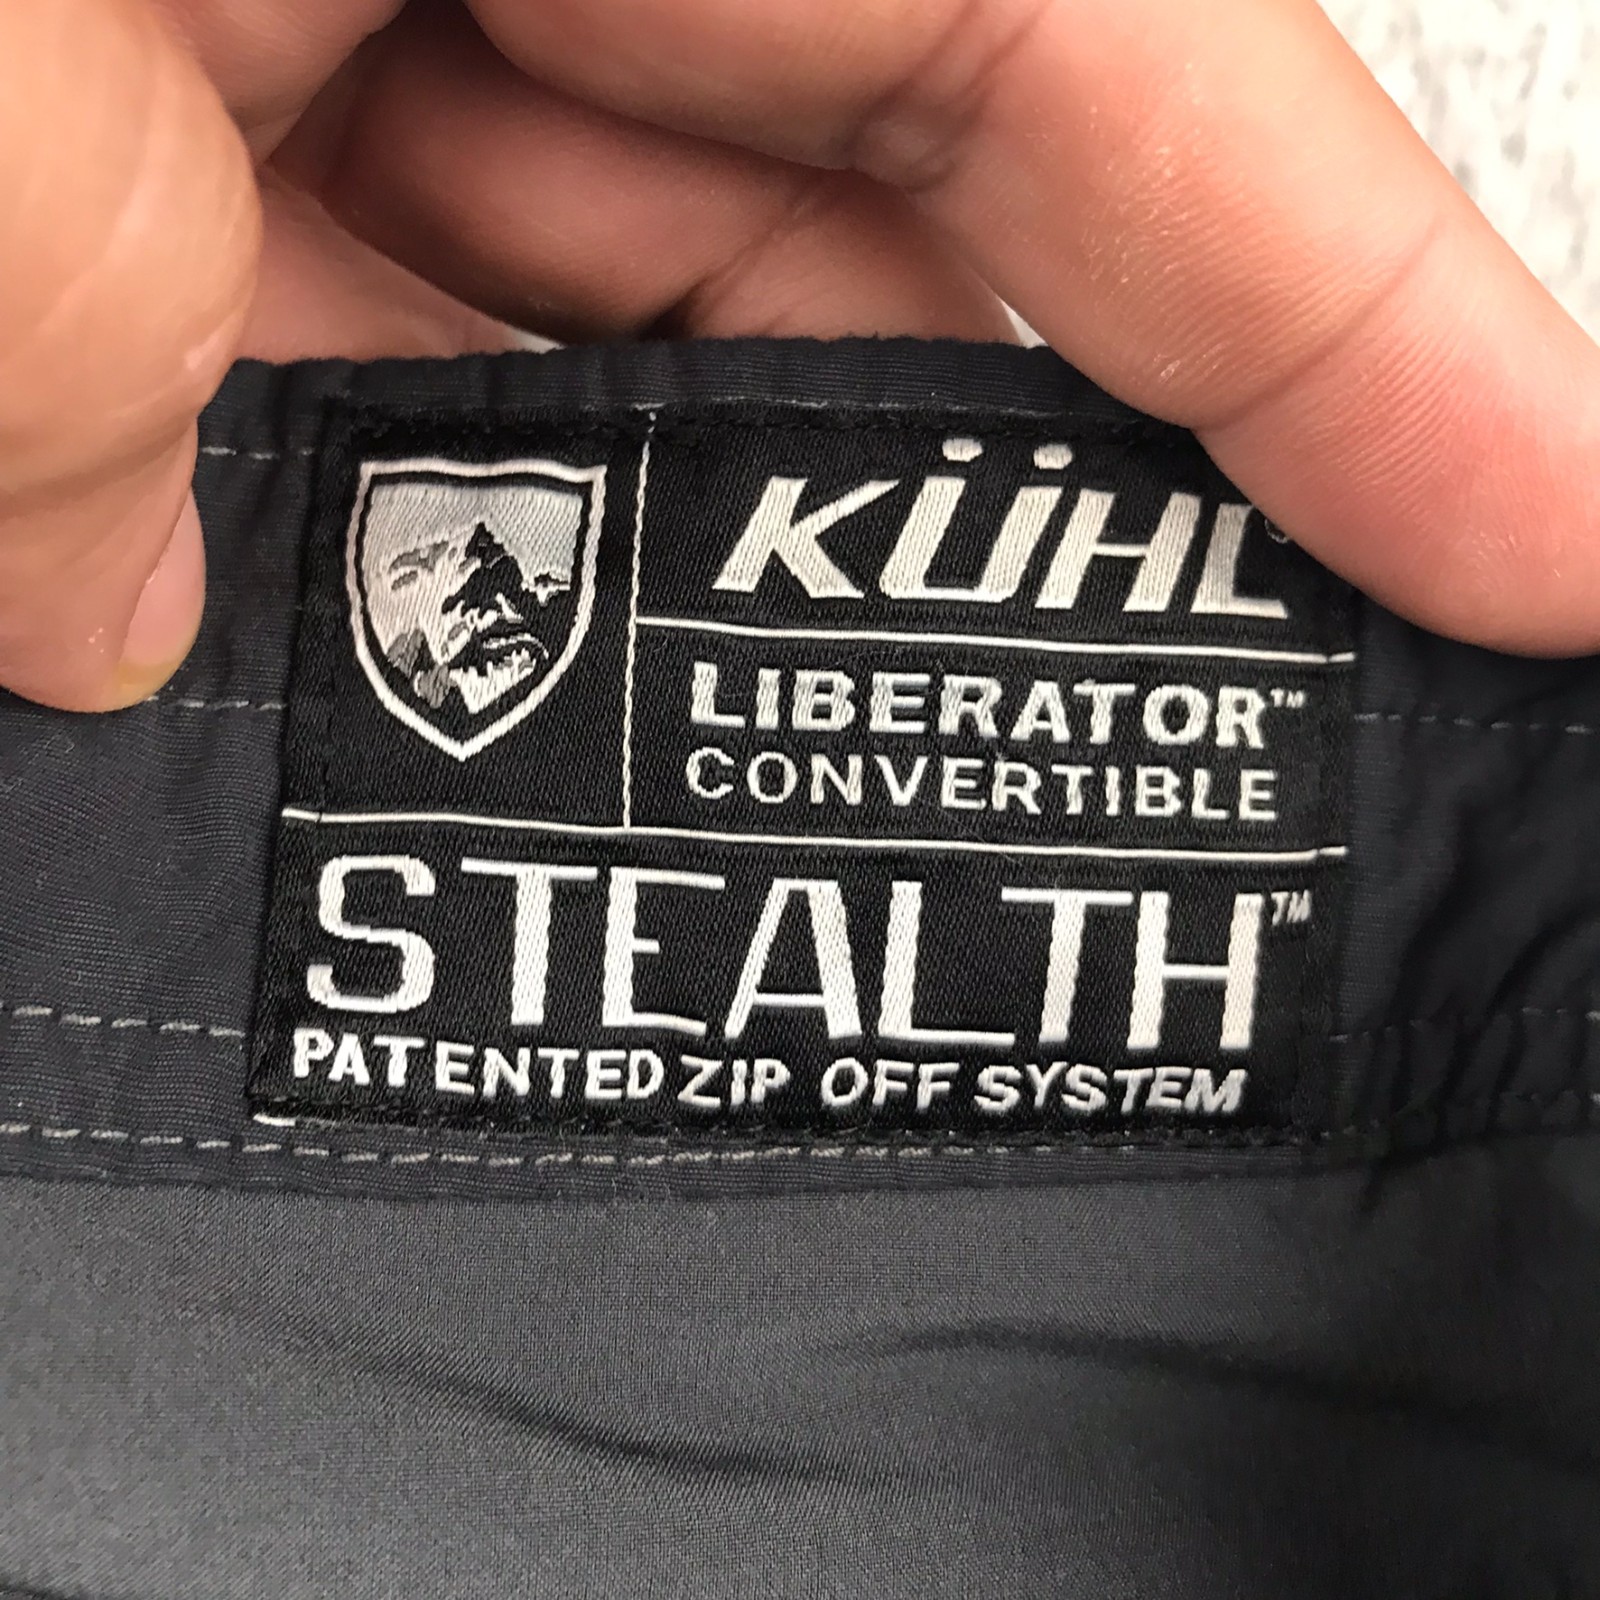 KÜHL
LIBERATOR™
CONVERTIBLE
STEALTH™
PATENTED ZIP OFF SYSTEM